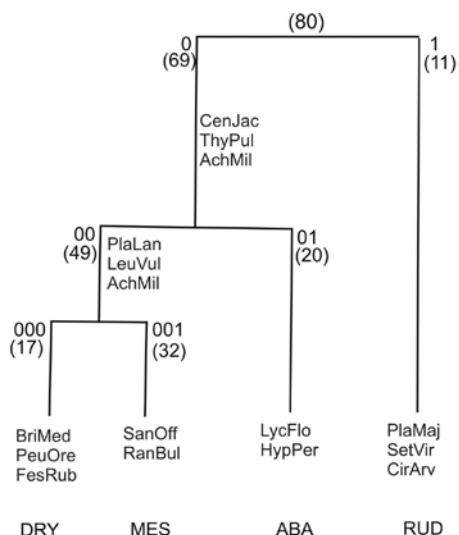 (80)
0
(69)
1
(11)
CenJac
ThyPul
AchMil
00
(49)
01
(20)
PlaLan
LeuVul
AchMil
000
(17)
001
(32)
BriMed
PeuOre
FesRub
SanOff
RanBul
LycFlo
HypPer
PlaMaj
SetVir
CirArv
DRY MES ABA RUD